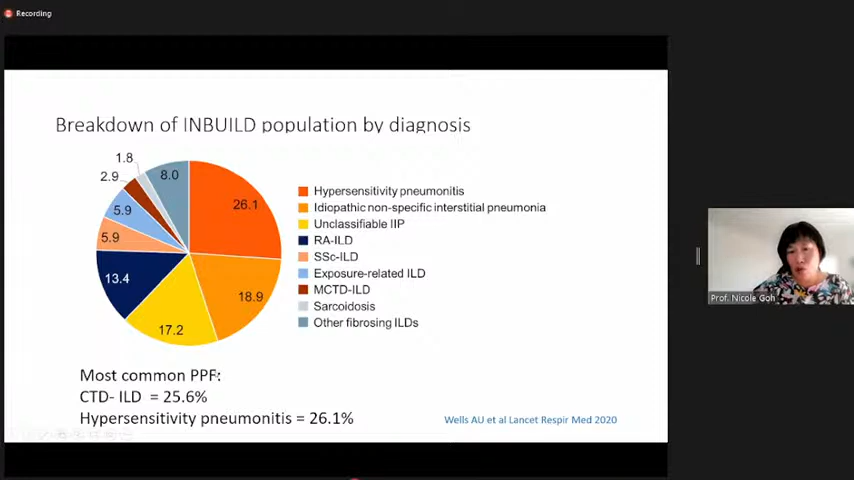 Recording
Breakdown of INBUILD population by diagnosis
1.8
8.0
2.9
26.1
5.9
5.9
13.4
18.9
17.2
Hypersensitivity pneumonitis
Idiopathic non-specific interstitial pneumonia
Unclassifiable IIP
RA-ILD
SSc-ILD
Exposure-related ILD
MCTD-ILD
Sarcoidosis
Other fibrosing ILDs
Most common PPF:
CTD- ILD = 25.6%
Hypersensitivity pneumonitis = 26.1%
Wells AU et al Lancet Respir Med 2020
Prof. Nicole Goh